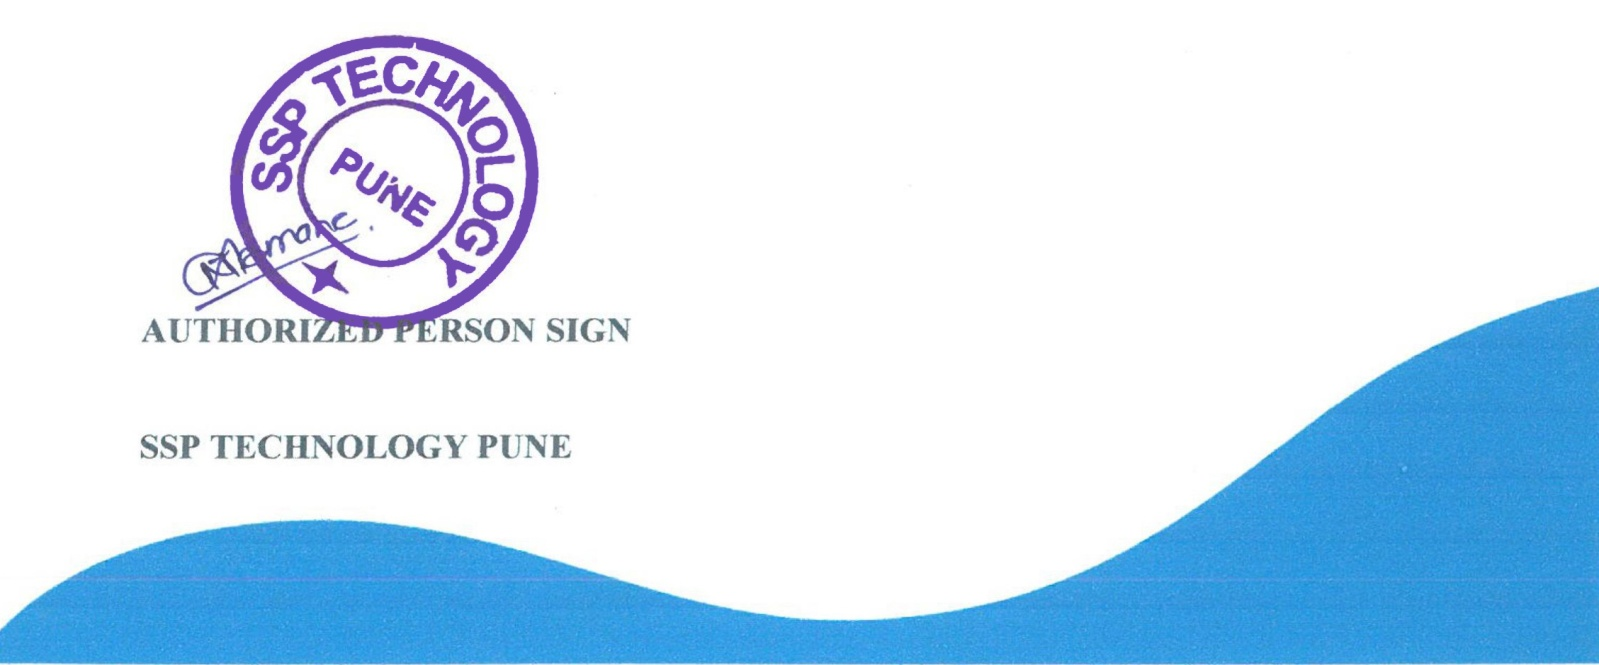 SSP TECHNOLOGY
PUNE
AUTHORIZED PERSON SIGN
SSP TECHNOLOGY PUNE